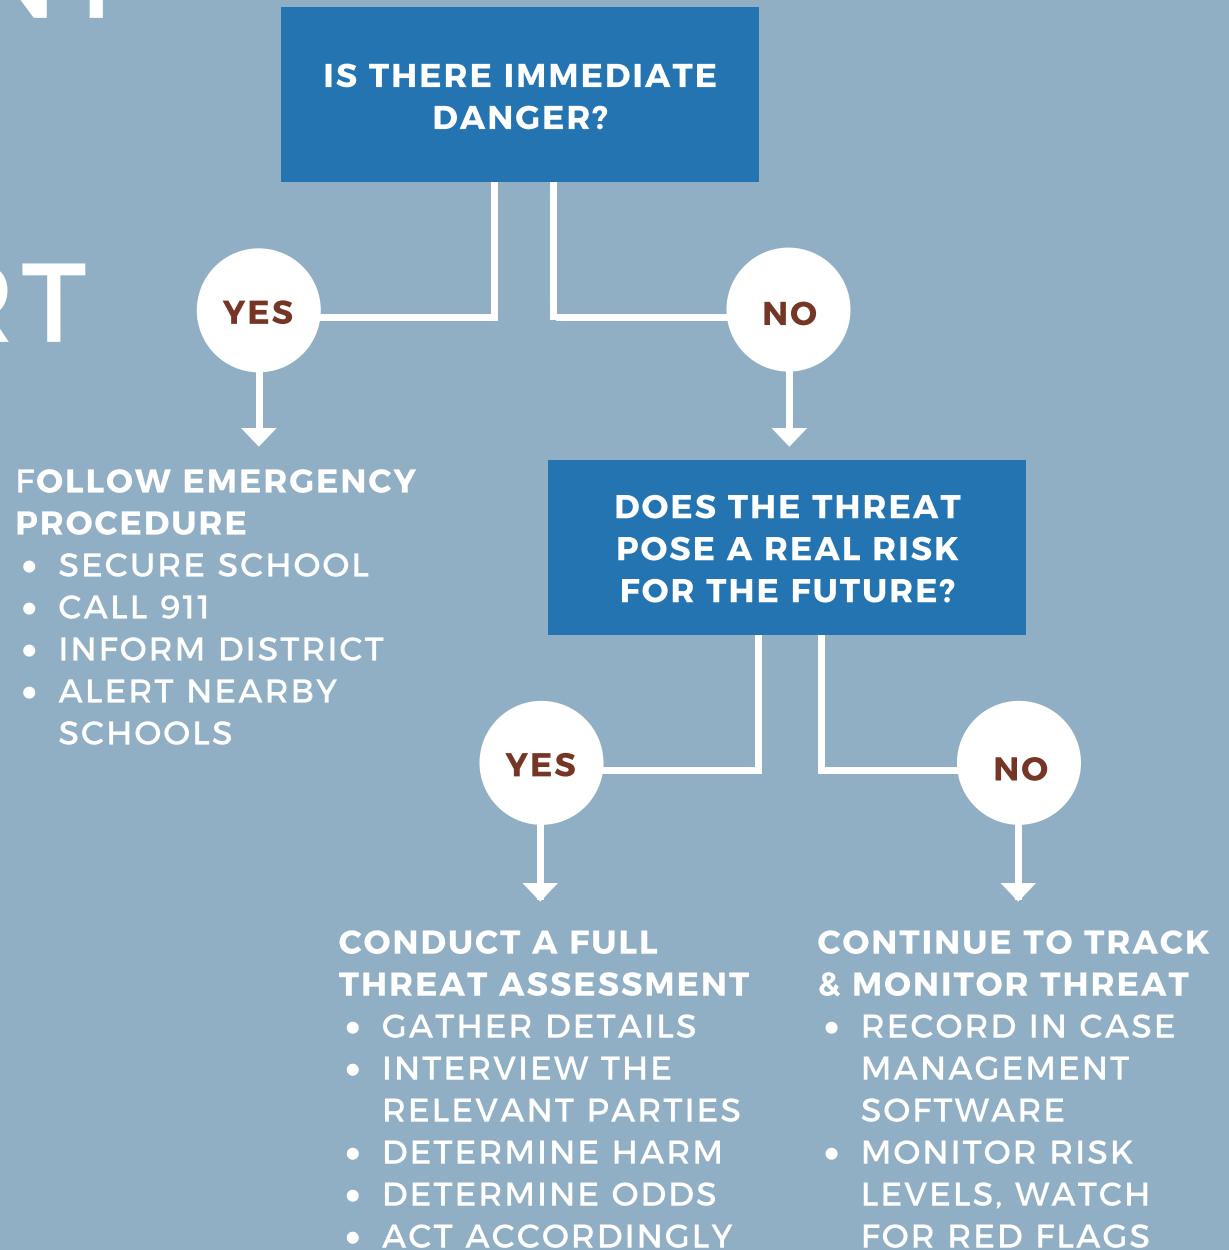 IS THERE IMMEDIATE
DANGER?
RT
YES
NO
FOLLOW EMERGENCY
PROCEDURE
• SECURE SCHOOL
• CALL 911
• INFORM DISTRICT
• ALERT NEARBY
SCHOOLS
DOES THE THREAT
POSE A REAL RISK
FOR THE FUTURE?
YES
NO
CONDUCT A FULL
THREAT ASSESSMENT
• GATHER DETAILS
• INTERVIEW THE
RELEVANT PARTIES
• DETERMINE HARM
• DETERMINE ODDS
• ACT ACCORDINGLY
CONTINUE TO TRACK
& MONITOR THREAT
• RECORD IN CASE
MANAGEMENT
SOFTWARE
• MONITOR RISK
LEVELS, WATCH
FOR RED FLAGS